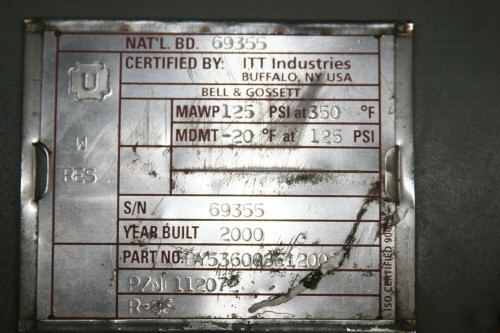 NAT'L. BD. 69355
U
CERTIFIED BY: ITT Industries
BUFFALO, NY USA
BELL & GOSSETT
MAWP 125 PSI at 350 °F
W
MDMT -20 °F at 125 PSI
RES
S/N 69355
YEAR BUILT 2000
PART NO.
P/N 11207
ISO CERTIFIED